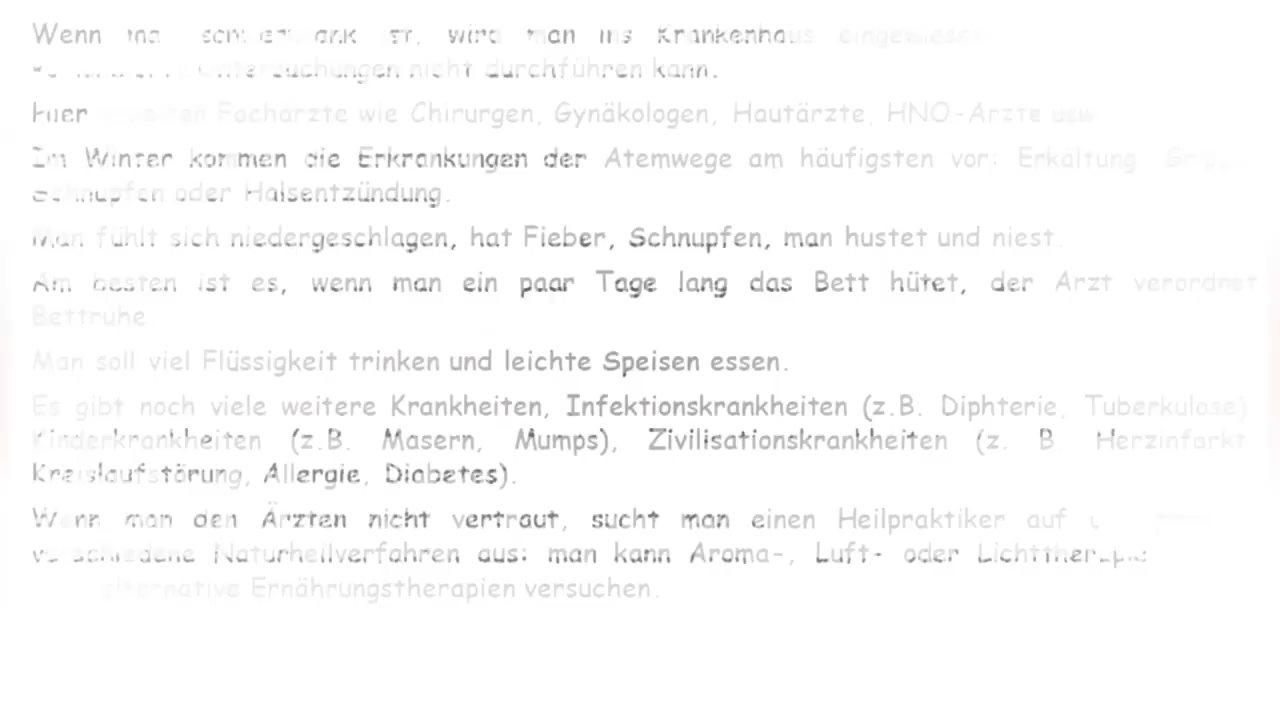 Wenn man schwer krank ist, wird man ins Krankenhaus eingewiesen
Untersuchungen nicht durchführen kann.
Hier arbeiten Fachärzte wie Chirurgen, Gynäkologen, Hautärzte, HNO-Ärzte usw
Im Winter kommen die Erkrankungen der Atemwege am häufigsten vor: Erkältung, Grippe,
Schnupfen oder Halsentzündung.
Man fühlt sich niedergeschlagen, hat Fieber, Schnupfen, man hustet und niest.
Am besten ist es, wenn man ein paar Tage lang das Bett hütet, der Arzt verordnet
Bettruhe
Man soll viel Flüssigkeit trinken und leichte Speisen essen.
Es gibt noch viele weitere Krankheiten, Infektionskrankheiten (z.B. Diphterie, Tuberkulose)
Kinderkrankheiten (z.B. Masern, Mumps), Zivilisationskrankheiten (z. B. Herzinfarkt
Kreislaufstörung, Allergie, Diabetes).
Wenn man den Ärzten nicht vertraut, sucht man einen Heilpraktiker auf
verschiedene Naturheilverfahren aus: man kann Aroma-, Luft- oder Lichttherapie
alternative Ernährungstherapien versuchen.